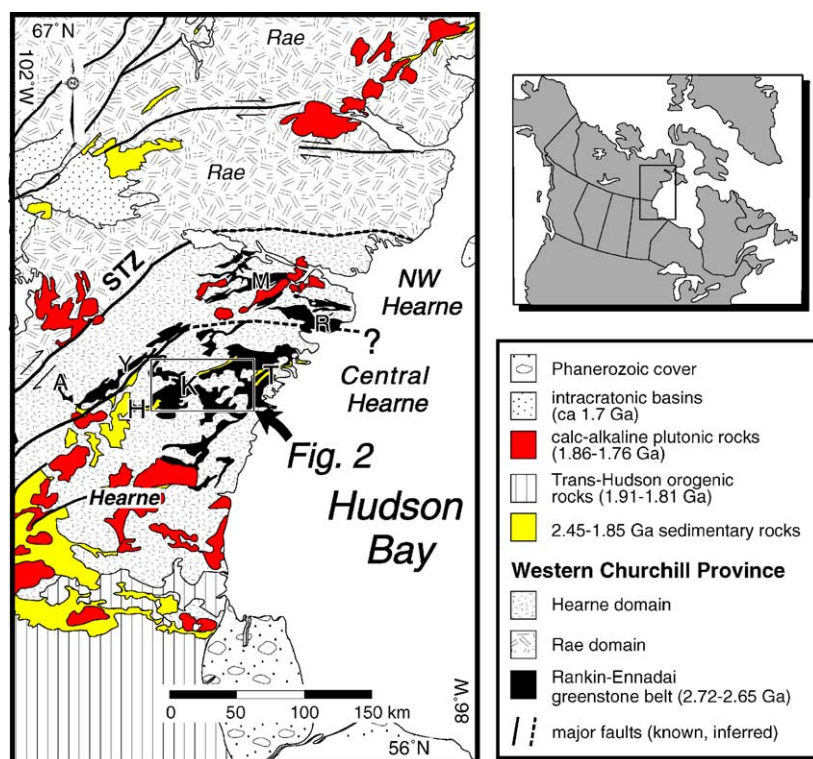 67°N
102°W
Rae
Rae
STZ
NW
Hearne
M
R
?
Y
A
K
T
H
Central
Hearne
Fig. 2
Hearne
Hudson
Bay
0 50 100 150 km
86°W
56°N
Phanerozoic cover
intracratonic basins
(ca 1.7 Ga)
calc-alkaline plutonic rocks
(1.86-1.76 Ga)
Trans-Hudson orogenic
rocks (1.91-1.81 Ga)
2.45-1.85 Ga sedimentary rocks
Western Churchill Province
Hearne domain
Rae domain
Rankin-Ennadai
greenstone belt (2.72-2.65 Ga)
major faults (known, inferred)